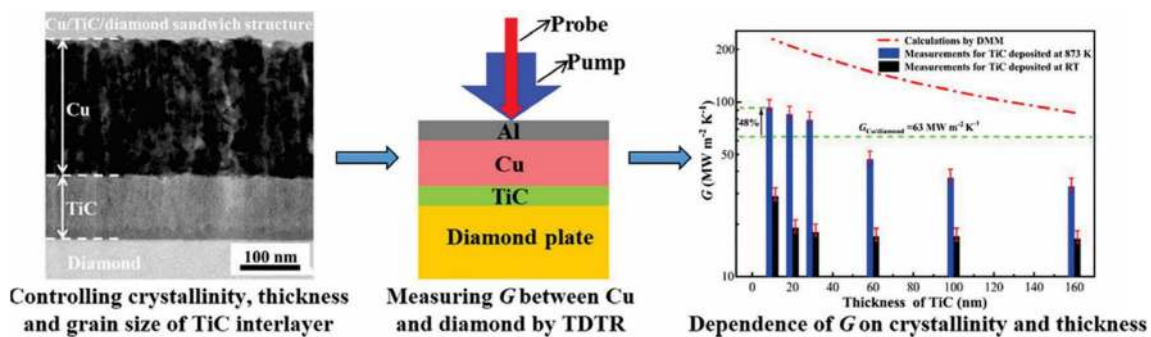 Cu/TiC/diamond sandwich structure
Cu
TiC
Diamond
100 nm
Controlling crystallinity, thickness
and grain size of TiC interlayer
Probe
Pump
Al
Cu
TiC
Diamond plate
Measuring G between Cu
and diamond by TDTR
Calculations by DMM
Measurements for TiC deposited at 873 K
Measurements for TiC deposited at RT
G (MW m⁻² K⁻¹)
200
100
50
10
48%
G Cu/diamond =63 MW m⁻² K⁻¹
0 20 40 60 80 100 120 140 160
Thickness of TiC (nm)
Dependence of G on crystallinity and thickness